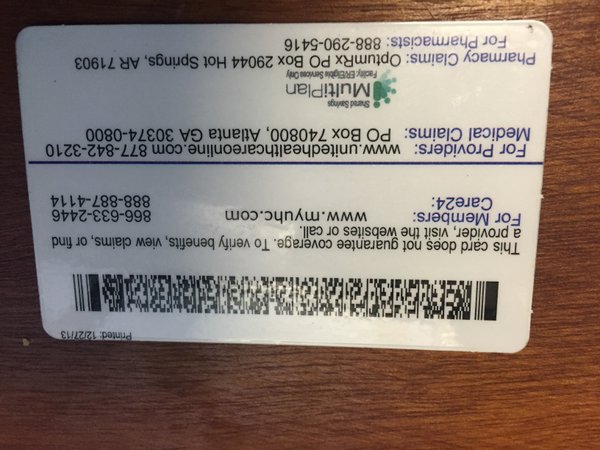 Printed: 12/27/13
This card does not guarantee coverage. To verify benefits, view claims, or find
a provider, visit the websites or call.
For Members: www.myuhc.com 866-633-2446
Care24: 888-887-4114
For Providers: www.unitedhealthcareonline.com 877-842-3210
Medical Claims: PO Box 740800, Atlanta GA 30374-0800
Shared Savings
MultiPlan
Facility: ER/Eligible Services Only
Pharmacy Claims: OptumRx PO Box 29044 Hot Springs, AR 71903
For Pharmacists: 888-290-5416